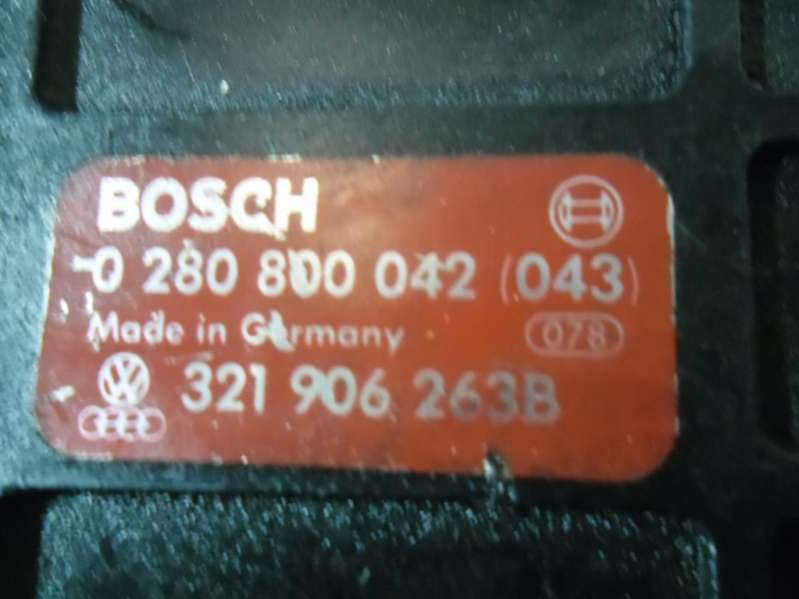 BOSCH
0 280 800 042 (043)
Made in Germany 078
321 906 263B